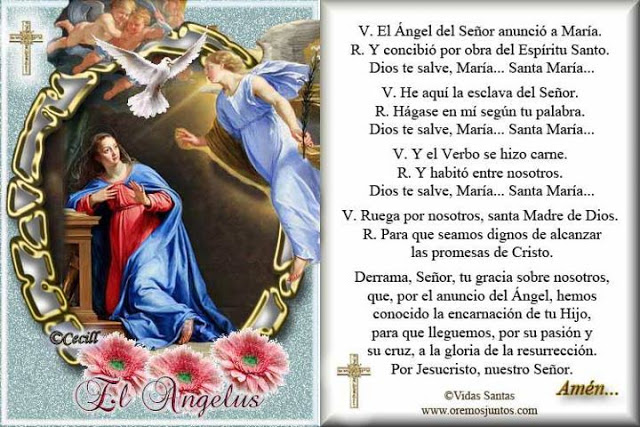 ©Cecill
El Angelus
V. El Ángel del Señor anunció a María.
R. Y concibió por obra del Espíritu Santo.
Dios te salve, María... Santa María...
V. He aquí la esclava del Señor.
R. Hágase en mí según tu palabra.
Dios te salve, María... Santa María...
V. Y el Verbo se hizo carne.
R. Y habitó entre nosotros.
Dios te salve, María... Santa María...
V. Ruega por nosotros, santa Madre de Dios.
R. Para que seamos dignos de alcanzar
las promesas de Cristo.
Derrama, Señor, tu gracia sobre nosotros,
que, por el anuncio del Ángel, hemos
conocido la encarnación de tu Hijo,
para que lleguemos, por su pasión y
su cruz, a la gloria de la resurrección.
Por Jesucristo, nuestro Señor.
Amén...
©Vidas Santas
www.oremosjuntos.com